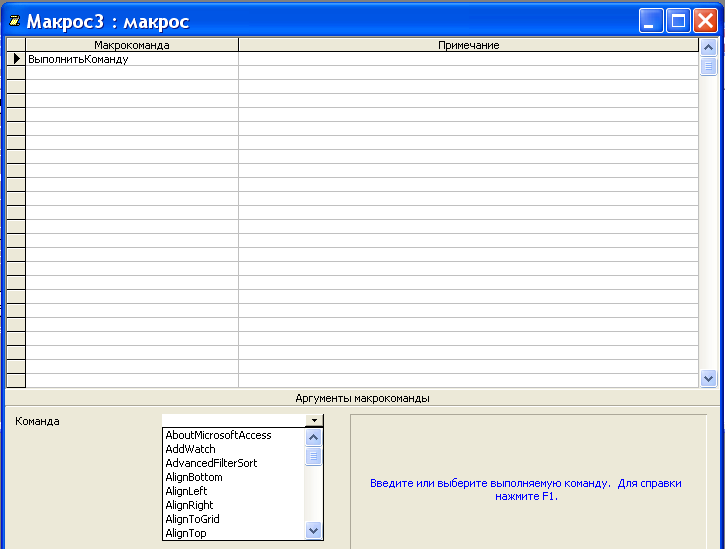 Макрос3 : макрос
Макрокоманда Примечание
ВыполнитьКоманду
Аргументы макрокоманды
Команда
AboutMicrosoftAccess
AddWatch
AdvancedFilterSort
AlignBottom
AlignLeft
AlignRight
AlignToGrid
AlignTop
Введите или выберите выполняемую команду. Для справки
нажмите F1.